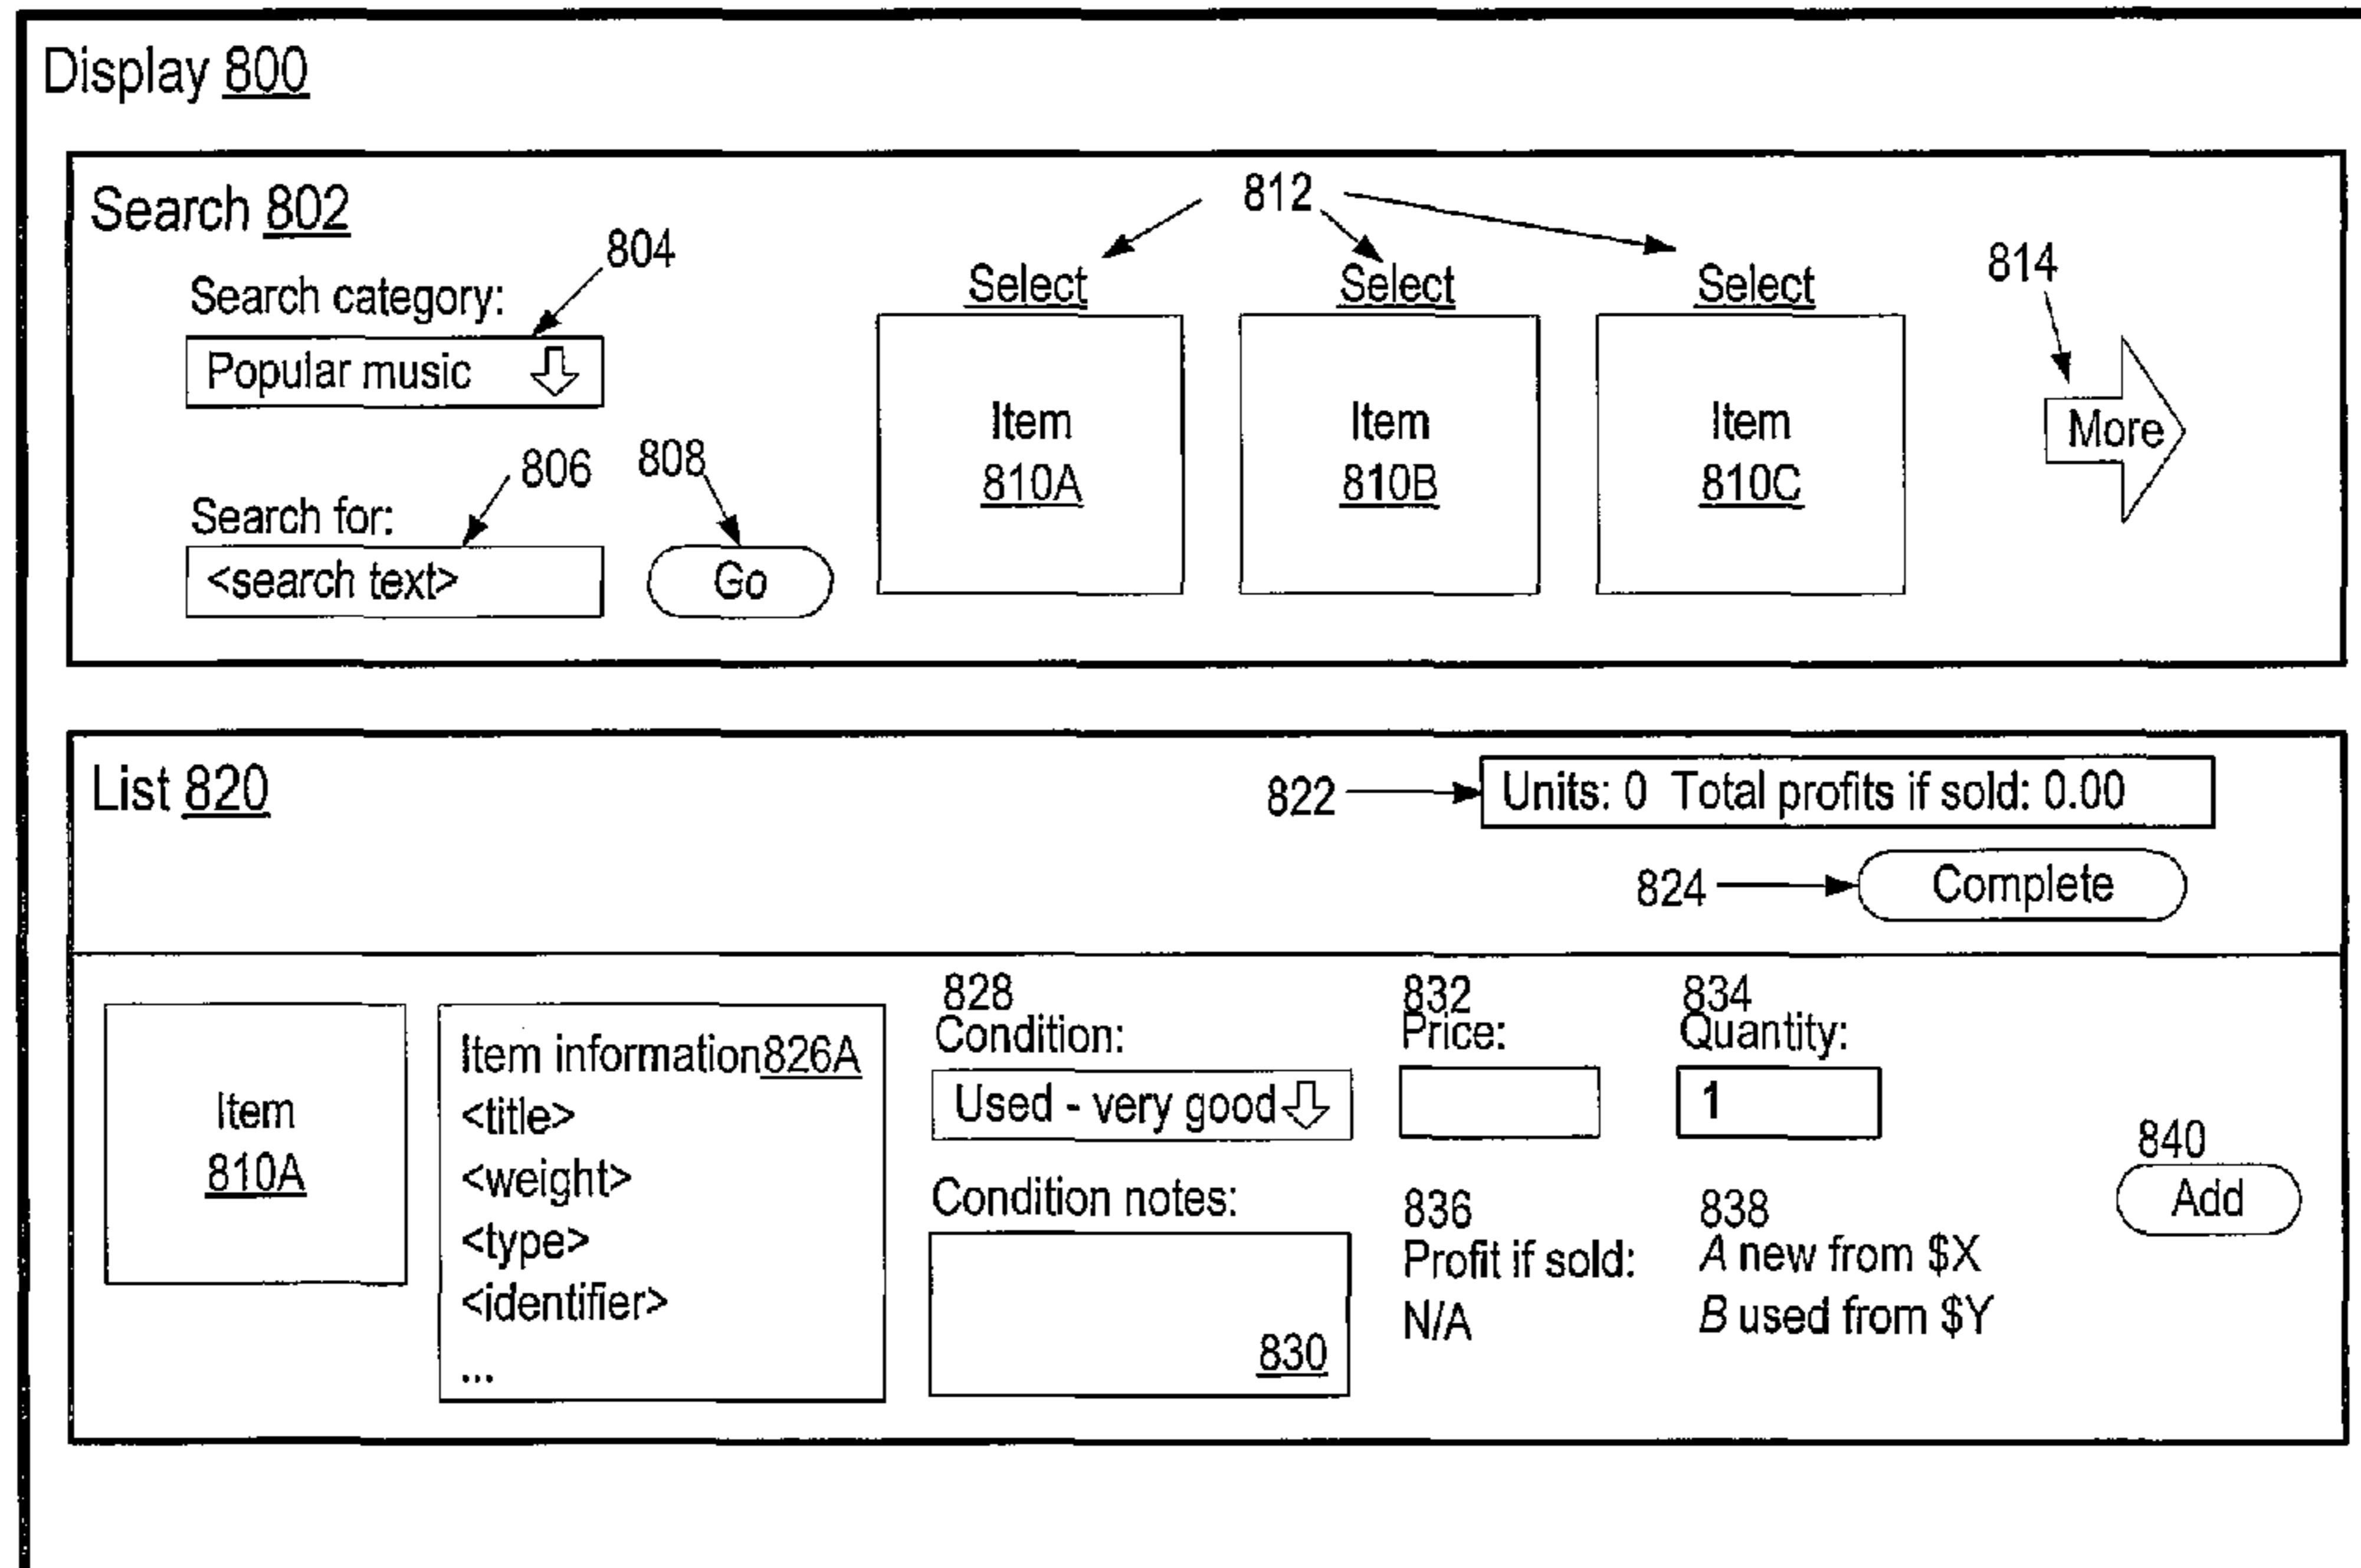 Display 800
Search 802
812
804
814
Search category:
Select Select Select
Popular music
Item 810A
Item 810B
Item 810C
More
806
808
Search for:
<search text>
Go
List 820
822
Units: 0 Total profits if sold: 0.00
824
Complete
Item
810A
Item information 826A
<title>
<weight>
<type>
<identifier>
...
828
Condition:
Used - very good
Condition notes:
830
832
Price:
834
Quantity:
1
836
Profit if sold:
N/A
838
A new from $X
B used from $Y
840
Add